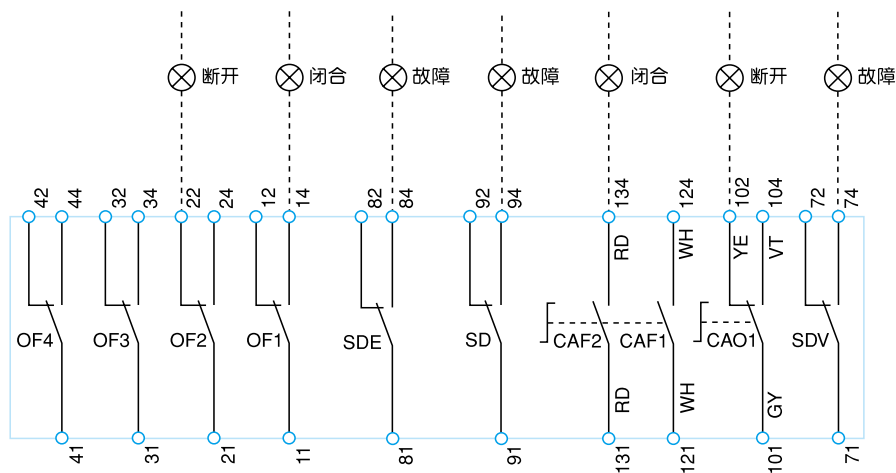 断开 闭合 故障 故障 闭合 断开 故障
42 44 32 34 22 24 12 14 82 84 92 94 134 124 102 104 72 74
RD WH YE VT
OF4 OF3 OF2 OF1 SDE SD CAF2 CAF1 CAO1 SDV
RD WH GY
41 31 21 11 81 91 131 121 101 71